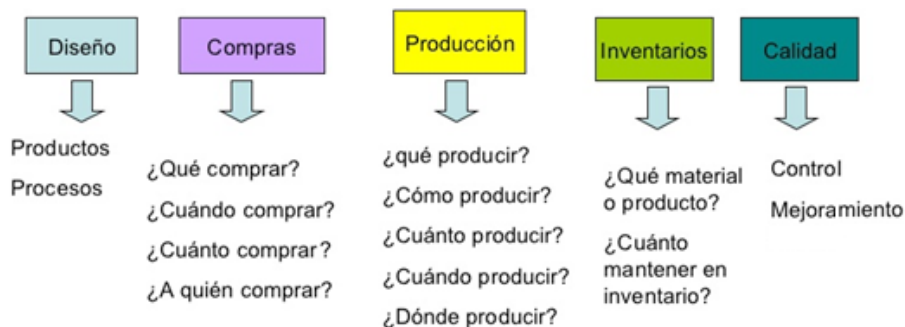 Diseño
Compras
Producción
Inventarios
Calidad
Productos
Procesos
¿Qué comprar?
¿Cuándo comprar?
¿Cuánto comprar?
¿A quién comprar?
¿qué producir?
¿Cómo producir?
¿Cuánto producir?
¿Cuándo producir?
¿Dónde producir?
¿Qué material
o producto?
¿Cuánto
mantener en
inventario?
Control
Mejoramiento